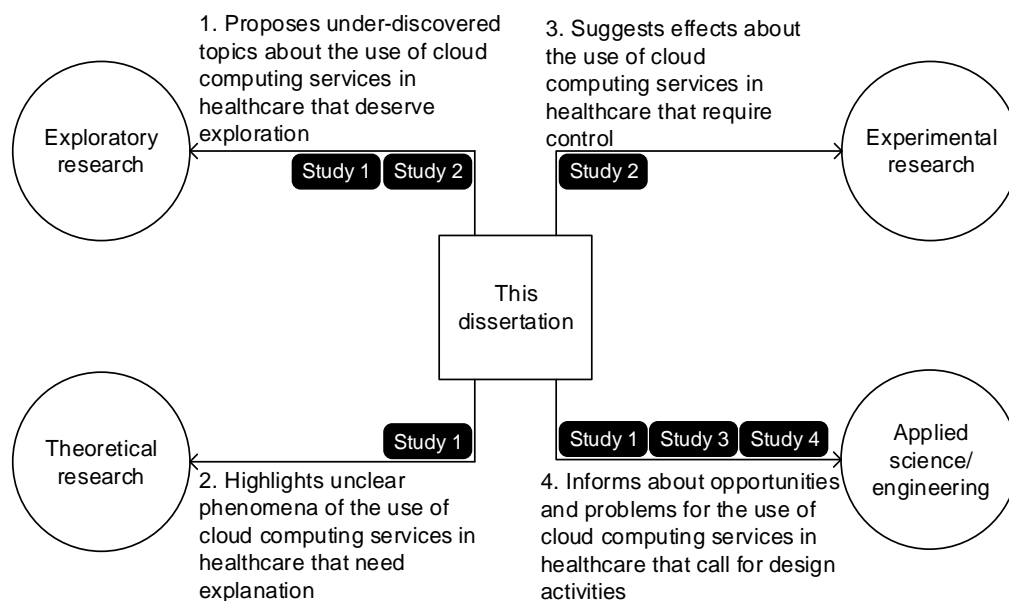 1. Proposes under-discovered
topics about the use of cloud
computing services in
healthcare that deserve
exploration
Exploratory
research
Study 1
Study 2
3. Suggests effects about
the use of cloud
computing services in
healthcare that require
control
Experimental
research
Study 2
This
dissertation
Theoretical
research
Study 1
2. Highlights unclear
phenomena of the use of
cloud computing services in
healthcare that need
explanation
Study 1
Study 3
Study 4
Applied
science/
engineering
4. Informs about opportunities
and problems for the use of
cloud computing services in
healthcare that call for design
activities